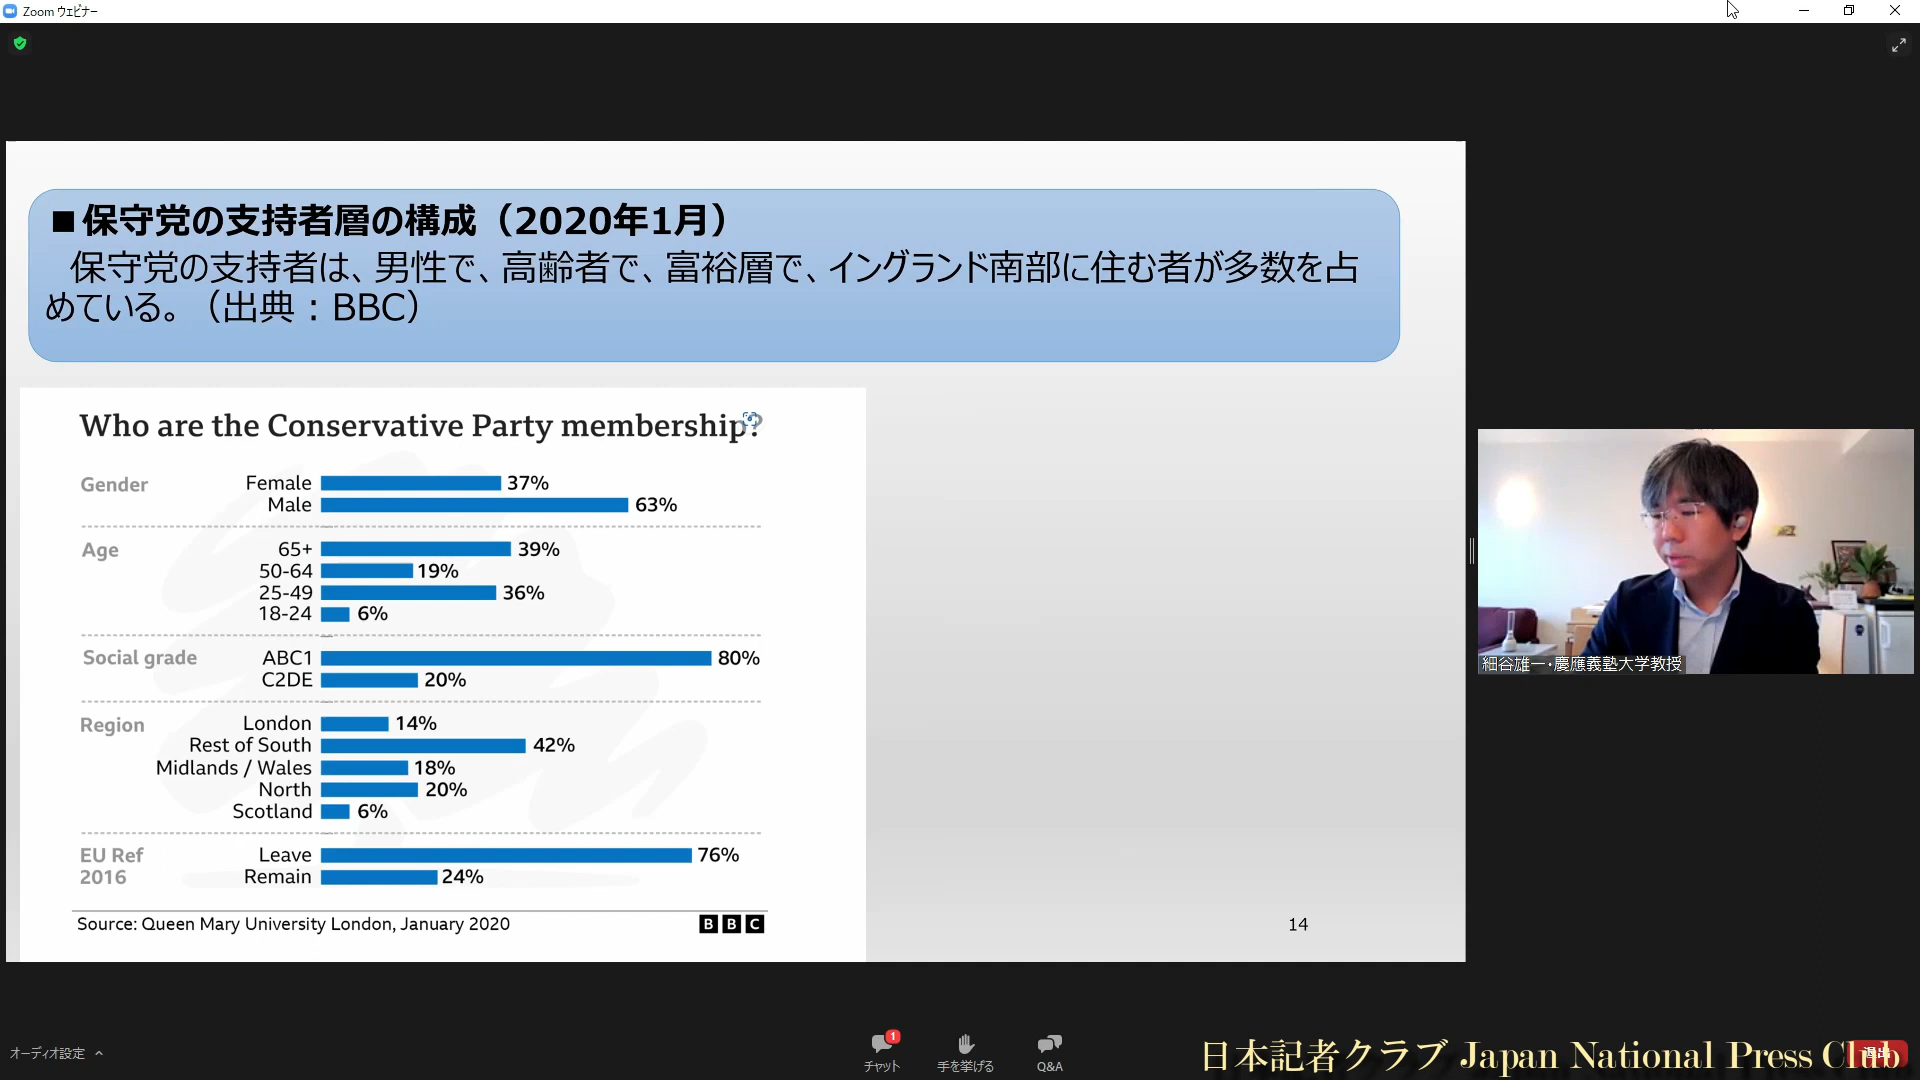 Zoom ウェビナー
■保守党の支持者層の構成（2020年1月）
保守党の支持者は、男性で、高齢者で、富裕層で、イングランド南部に住む者が多数を占
めている。（出典：BBC）
Who are the Conservative Party membership?
Gender
Female 37%
Male 63%
Age
65+ 39%
50-64 19%
25-49 36%
18-24 6%
Social grade
ABC1 80%
C2DE 20%
Region
London 14%
Rest of South 42%
Midlands / Wales 18%
North 20%
Scotland 6%
EU Ref
2016
Leave 76%
Remain 24%
Source: Queen Mary University London, January 2020
BBC
14
細谷雄一・慶應義塾大学教授
オーディオ設定
1
チャット
手を挙げる
Q&A
日本記者クラブ Japan National Press Club
退出